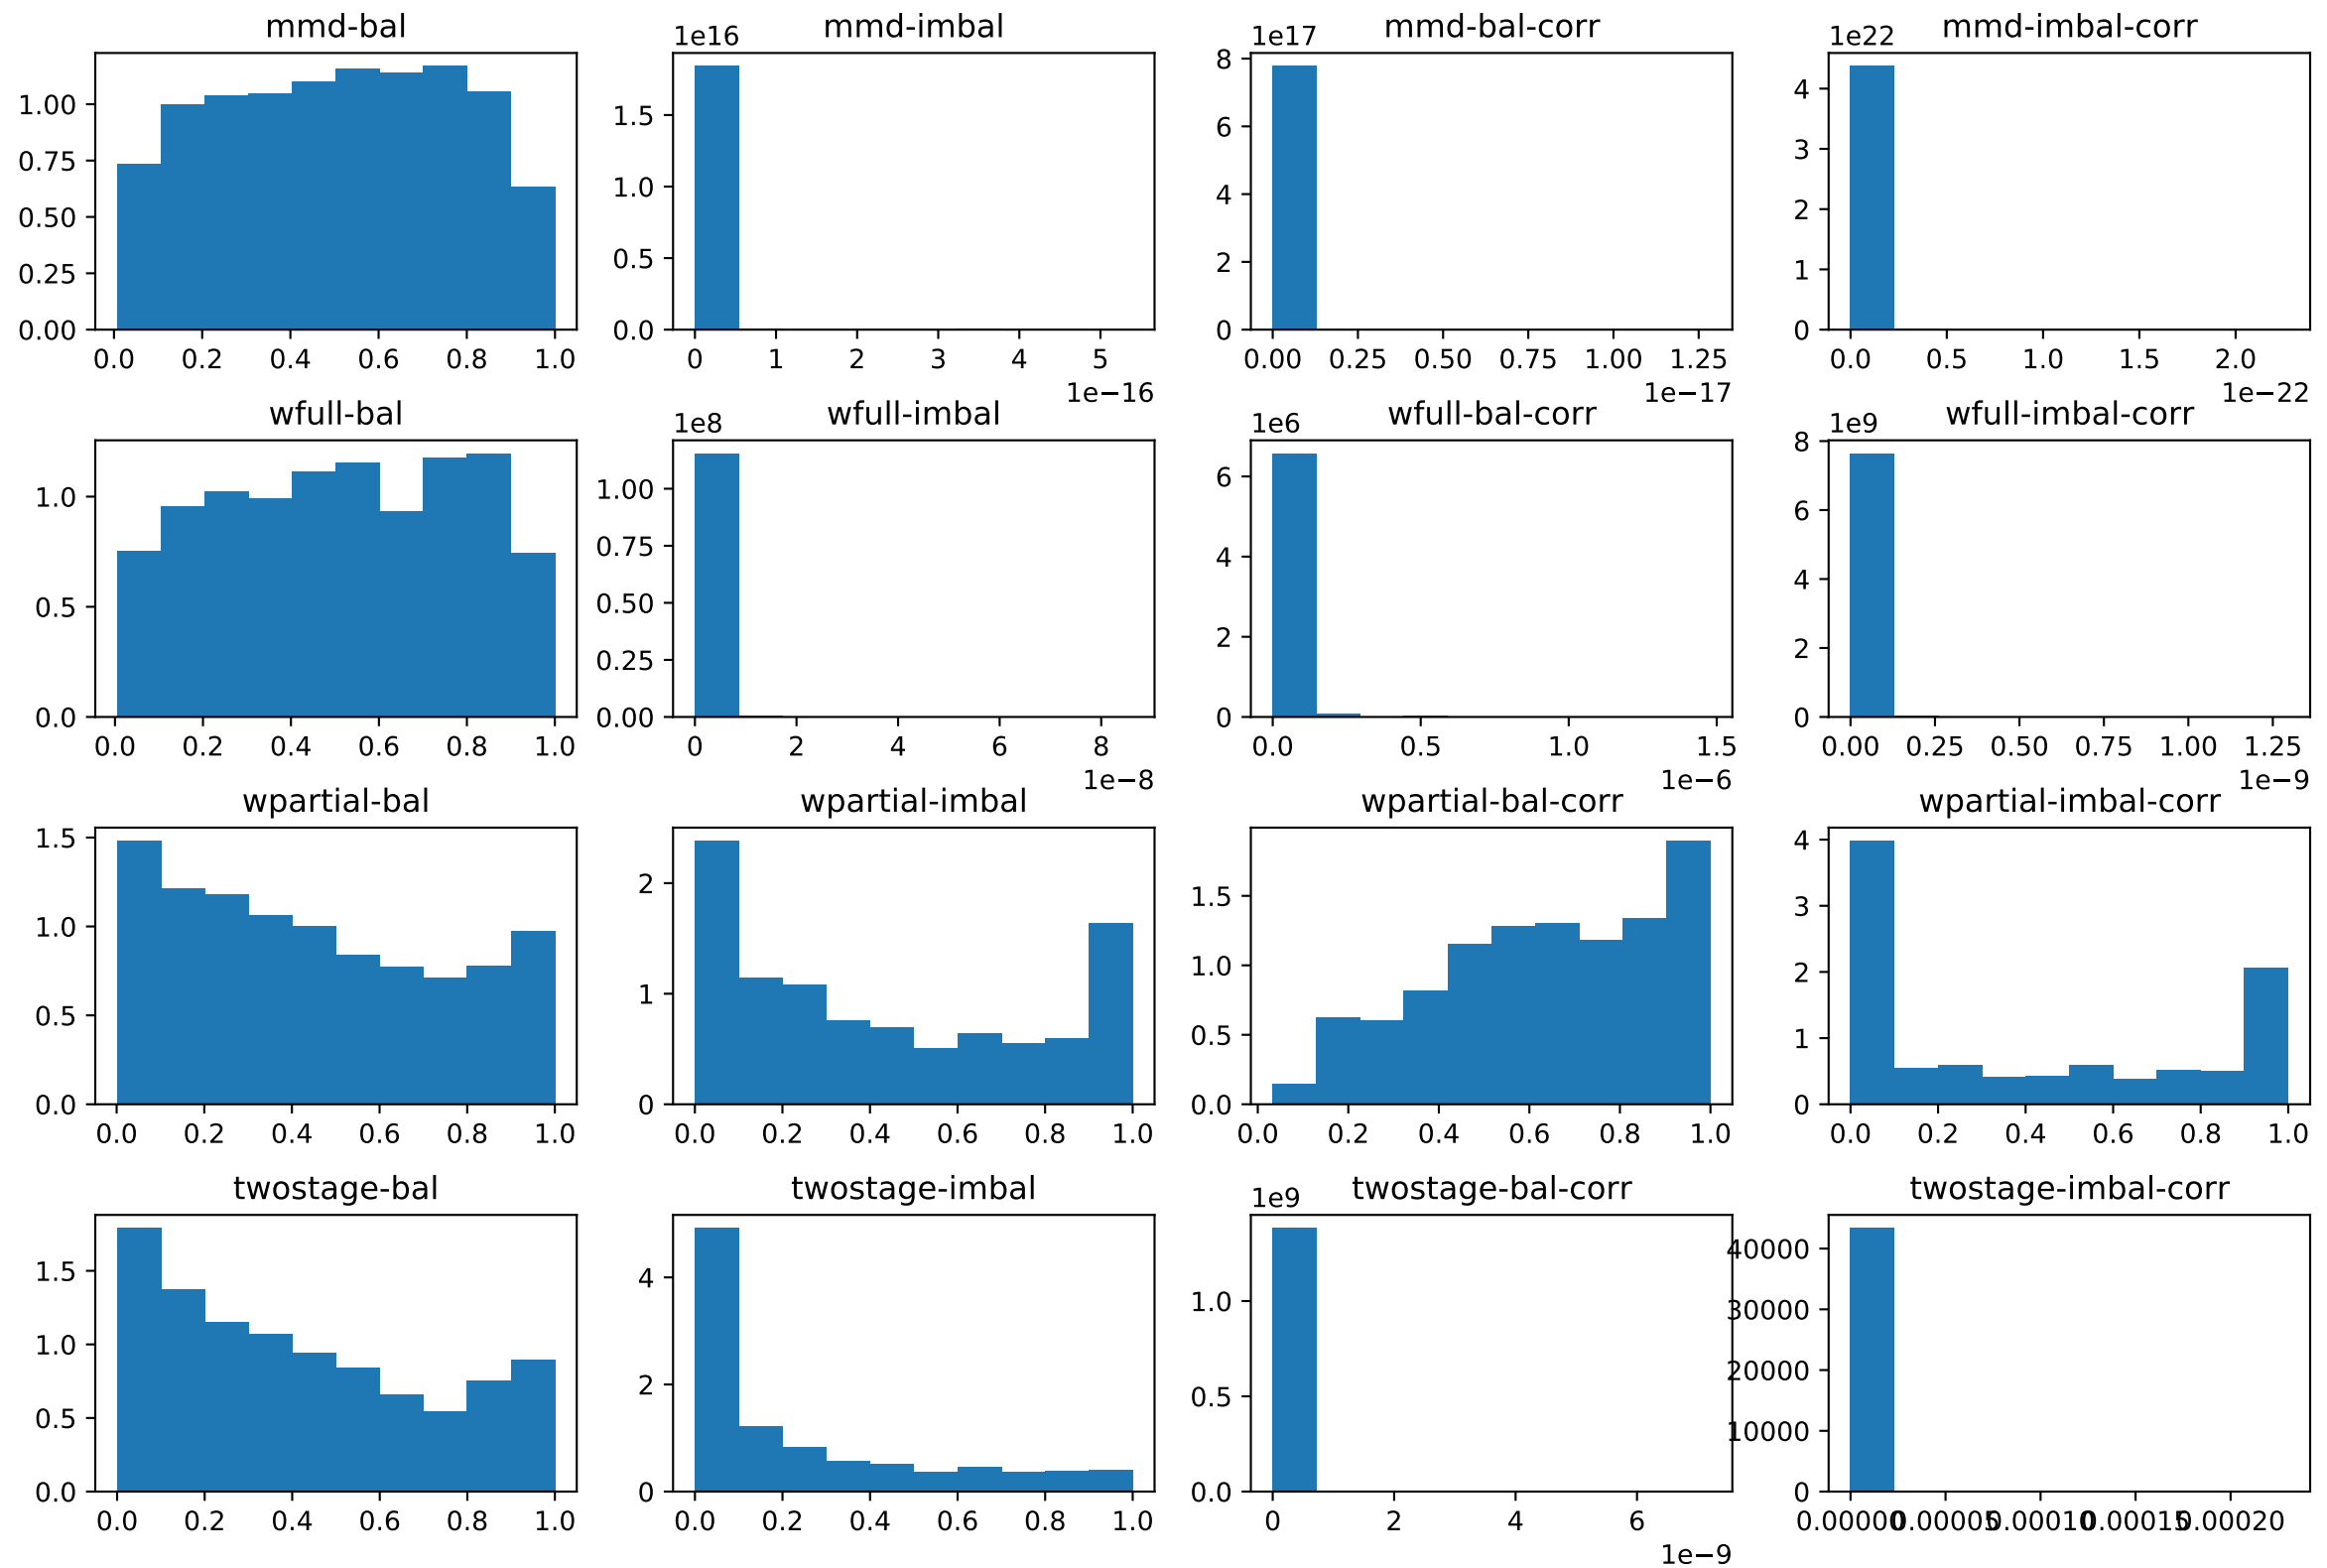 mmd-bal mmd-imbal mmd-bal-corr mmd-imbal-corr
1e16 1e17 1e22
1.00 0.75 0.50 0.25 0.00
0.0 0.2 0.4 0.6 0.8 1.0
1.5 1.0 0.5 0.0
0 1 2 3 4 5
1e−16
8 6 4 2 0
0.00 0.25 0.50 0.75 1.00 1.25
1e−17
4 3 2 1 0
0.0 0.5 1.0 1.5 2.0
1e−22
wfull-bal wfull-imbal wfull-bal-corr wfull-imbal-corr
1e8 1e6 1e9
1.0 0.5 0.0
0.0 0.2 0.4 0.6 0.8 1.0
1.00 0.75 0.50 0.25 0.00
0 2 4 6 8
1e−8
6 4 2 0
0.0 0.5 1.0 1.5
1e−6
8 6 4 2 0
0.00 0.25 0.50 0.75 1.00 1.25
1e−9
wpartial-bal wpartial-imbal wpartial-bal-corr wpartial-imbal-corr
1.5 1.0 0.5 0.0
0.0 0.2 0.4 0.6 0.8 1.0
2 1 0
0.0 0.2 0.4 0.6 0.8 1.0
1.5 1.0 0.5 0.0
0.0 0.2 0.4 0.6 0.8 1.0
4 3 2 1 0
0.0 0.2 0.4 0.6 0.8 1.0
twostage-bal twostage-imbal twostage-bal-corr twostage-imbal-corr
1e9
1.5 1.0 0.5 0.0
0.0 0.2 0.4 0.6 0.8 1.0
4 2 0
0.0 0.2 0.4 0.6 0.8 1.0
1.0 0.5 0.0
0 2 4 6
1e−9
40000 30000 20000 10000 0
0.00000 0.00005 0.00010 0.00015 0.00020